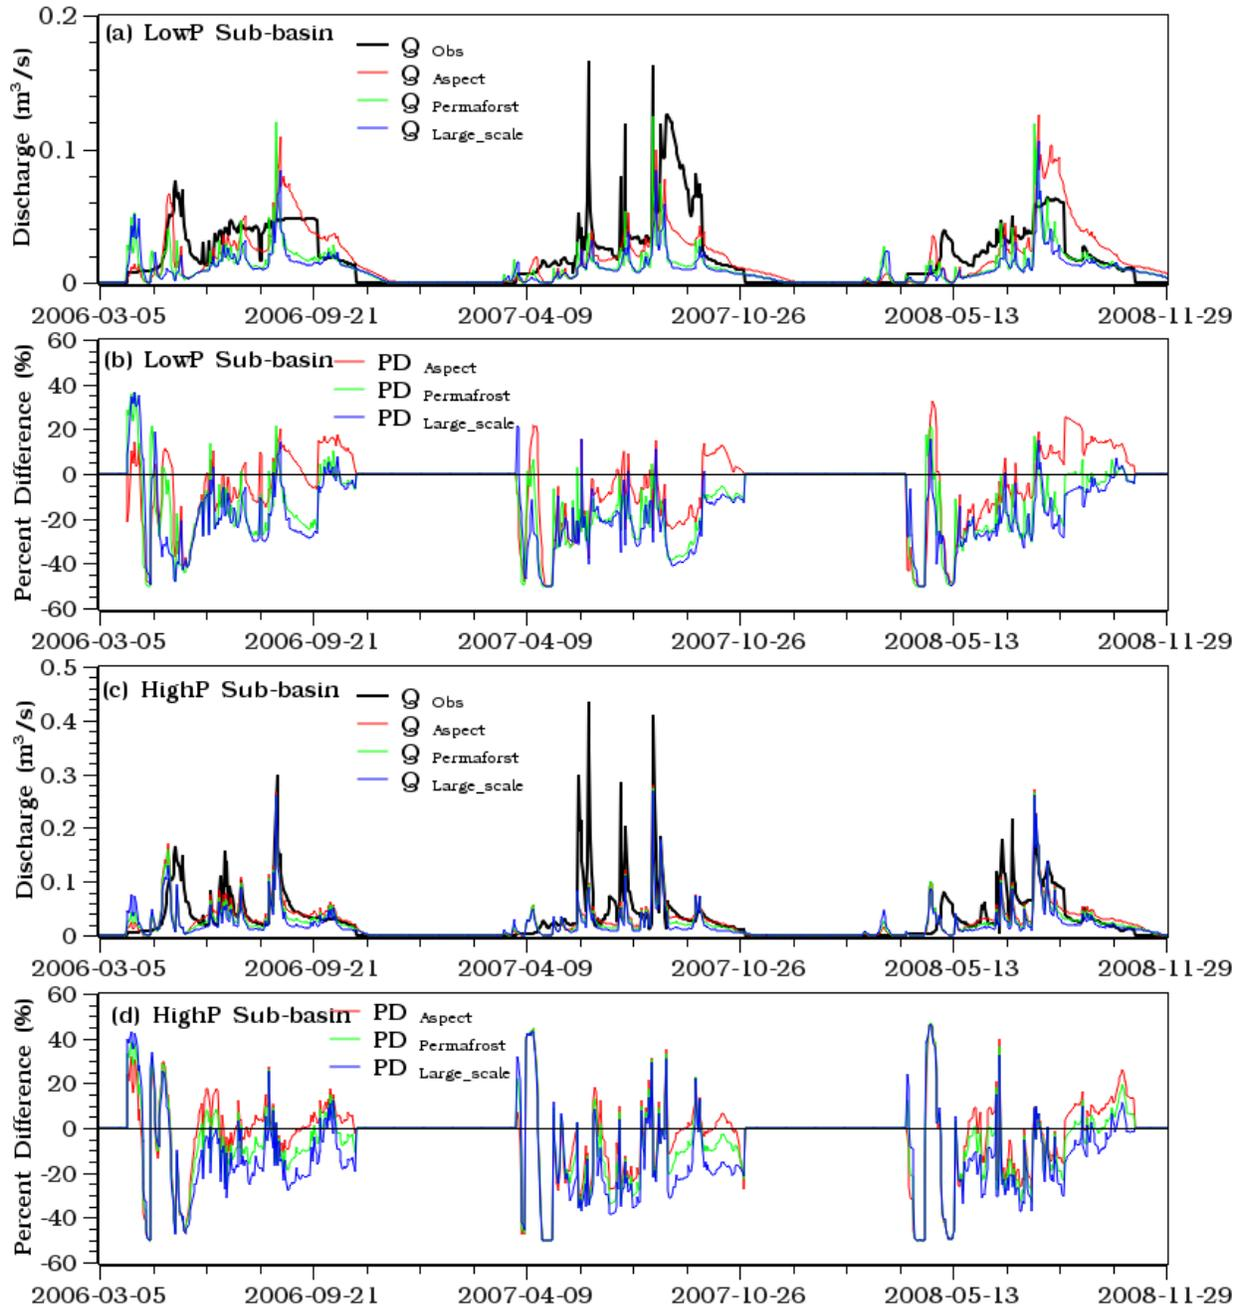 0.2
(a) LowP Sub-basin
Q Obs
Q Aspect
Q Permaforst
Q Large_scale
0.1
0
Discharge (m³/s)
2006-03-05 2006-09-21 2007-04-09 2007-10-26 2008-05-13 2008-11-29
60
(b) LowP Sub-basin
PD Aspect
PD Permafrost
PD Large_scale
40
20
0
-20
-40
-60
Percent Difference (%)
2006-03-05 2006-09-21 2007-04-09 2007-10-26 2008-05-13 2008-11-29
0.5
(c) HighP Sub-basin
Q Obs
Q Aspect
Q Permaforst
Q Large_scale
0.4
0.3
0.2
0.1
0
Discharge (m³/s)
2006-03-05 2006-09-21 2007-04-09 2007-10-26 2008-05-13 2008-11-29
60
(d) HighP Sub-basin
PD Aspect
PD Permafrost
PD Large_scale
40
20
0
-20
-40
-60
Percent Difference (%)
2006-03-05 2006-09-21 2007-04-09 2007-10-26 2008-05-13 2008-11-29